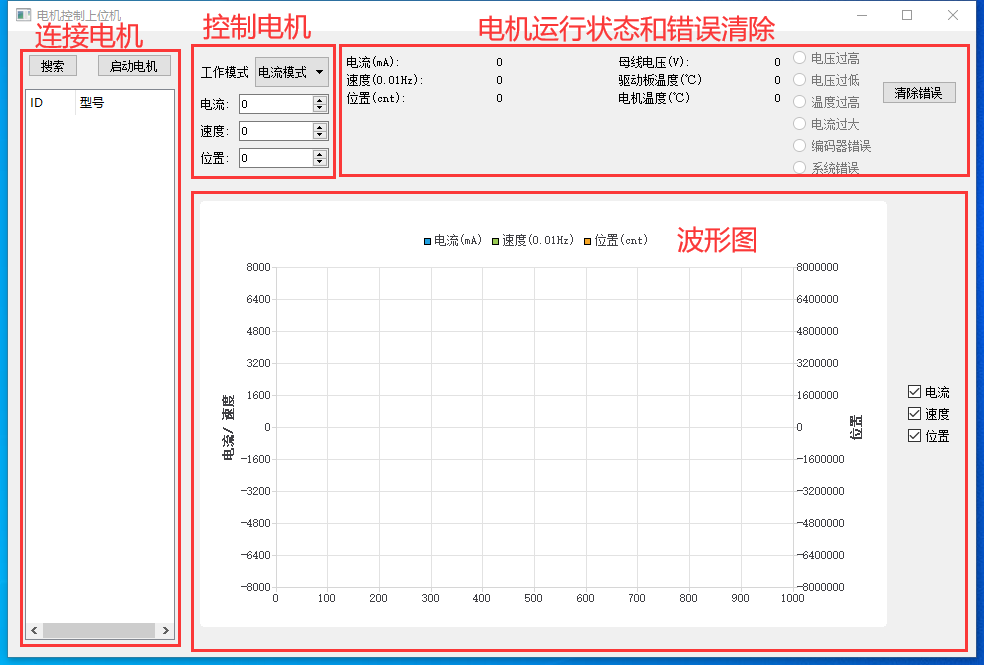 电机控制上位机
连接电机
控制电机
电机运行状态和错误清除
搜索
启动电机
ID 型号
工作模式 电流模式
电流: 0
速度: 0
位置: 0
电流(mA): 0
速度(0.01Hz): 0
位置(cnt): 0
母线电压(V): 0
驱动板温度(℃) 0
电机温度(℃) 0
电压过高
电压过低
温度过高
电流过大
编码器错误
系统错误
清除错误
波形图
电流(mA) 速度(0.01Hz) 位置(cnt)
8000
6400
4800
3200
1600
0
-1600
-3200
-4800
-6400
-8000
电流/ 速度
0 100 200 300 400 500 600 700 800 900 1000
8000000
6400000
4800000
3200000
1600000
0
-1600000
-3200000
-4800000
-6400000
-8000000
位置
电流
速度
位置